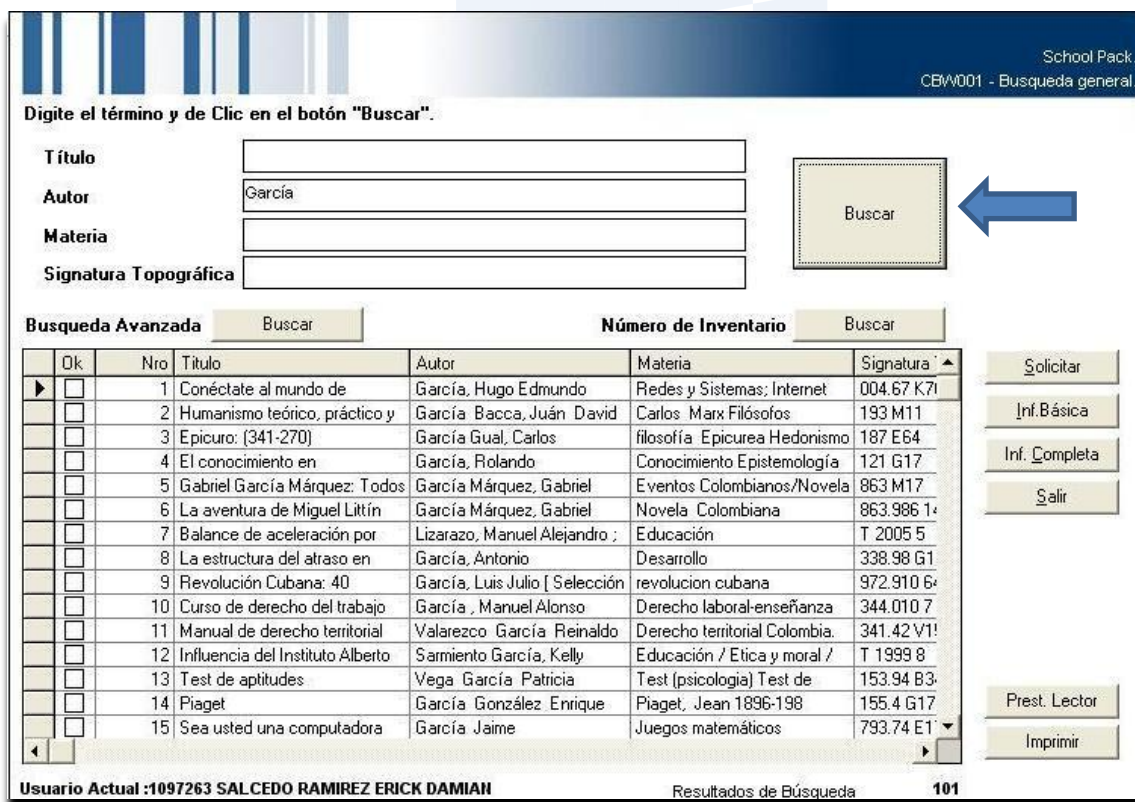 School Pack
CBW001 - Busqueda general
Digite el término y de Clic en el botón "Buscar".
Título
Autor García
Materia
Signatura Topográfica
Buscar
Busqueda Avanzada Buscar Número de Inventario Buscar
Ok Nro Titulo Autor Materia Signatura
1 Conéctate al mundo de García, Hugo Edmundo Redes y Sistemas; Internet 004.67
2 Humanismo teórico, práctico y García Bacca, Juán David Carlos Marx Filósofos 193 M11
3 Epicuro: (341-270) García Gual, Carlos filosofía Epicurea Hedonismo 187 E64
4 El conocimiento en García, Rolando Conocimiento Epistemología 121 G17
5 Gabriel García Márquez: Todos García Márquez, Gabriel Eventos Colombianos/Novela 863 M17
6 La aventura de Miguel Littín García Márquez, Gabriel Novela Colombiana 863.986
7 Balance de aceleración por Lizarazo, Manuel Alejandro ; Educación T 2005 5
8 La estructura del atraso en García, Antonio Desarrollo 338.98 G1
9 Revolución Cubana: 40 García, Luis Julio [ Selección revolucion cubana 972.910
10 Curso de derecho del trabajo García , Manuel Alonso Derecho laboral-enseñanza 344.010 7
11 Manual de derecho territorial Valarezco García Reinaldo Derecho territorial Colombia. 341.42
12 Influencia del Instituto Alberto Sarmiento García, Kelly Educación / Etica y moral / T 1999 8
13 Test de aptitudes Vega García Patricia Test (psicologia) Test de 153.94
14 Piaget García González Enrique Piaget, Jean 1896-198 155.4 G17
15 Sea usted una computadora García Jaime Juegos matemáticos 793.74
Solicitar
Inf.Básica
Inf. Completa
Salir
Prest. Lector
Imprimir
Usuario Actual :1097263 SALCEDO RAMIREZ ERICK DAMIAN Resultados de Búsqueda 101